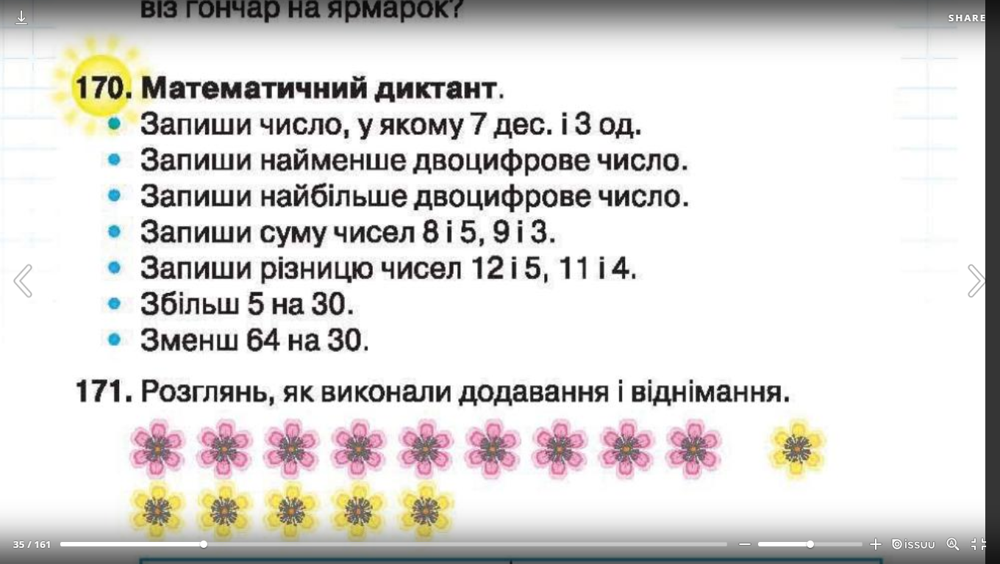 віз гончар на ярмарок?
SHARE
170. Математичний диктант.
• Запиши число, у якому 7 дес. і 3 од.
• Запиши найменше двоцифрове число.
• Запиши найбільше двоцифрове число.
• Запиши суму чисел 8 і 5, 9 і 3.
• Запиши різницю чисел 12 і 5, 11 і 4.
• Збільш 5 на 30.
• Зменш 64 на 30.
171. Розглянь, як виконали додавання і віднімання.
35 / 161
issuu